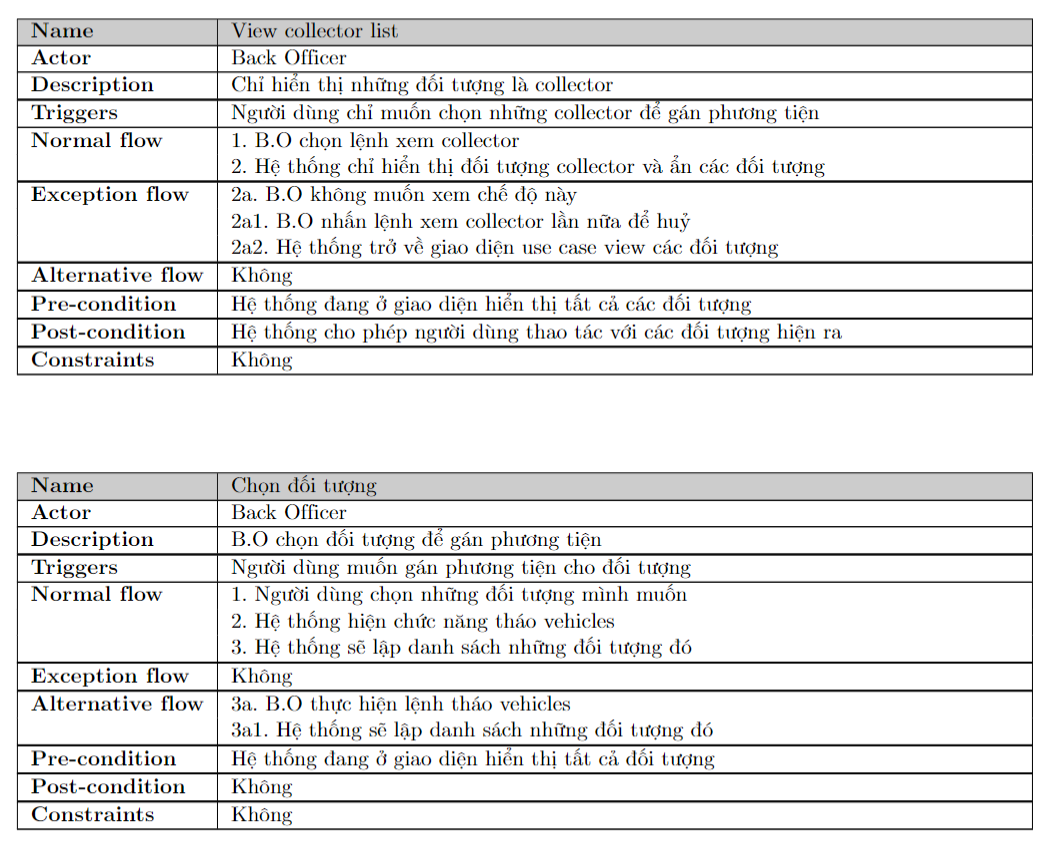 Name View collector list
Actor Back Officer
Description Chỉ hiển thị những đối tượng là collector
Triggers Người dùng chỉ muốn chọn những collector để gán phương tiện
Normal flow 1. B.O chọn lệnh xem collector
2. Hệ thống chỉ hiển thị đối tượng collector và ẩn các đối tượng
Exception flow 2a. B.O không muốn xem chế độ này
2a1. B.O nhấn lệnh xem collector lần nữa để huỷ
2a2. Hệ thống trở về giao diện use case view các đối tượng
Alternative flow Không
Pre-condition Hệ thống đang ở giao diện hiển thị tất cả các đối tượng
Post-condition Hệ thống cho phép người dùng thao tác với các đối tượng hiện ra
Constraints Không
Name Chọn đối tượng
Actor Back Officer
Description B.O chọn đối tượng để gán phương tiện
Triggers Người dùng muốn gán phương tiện cho đối tượng
Normal flow 1. Người dùng chọn những đối tượng mình muốn
2. Hệ thống hiện chức năng tháo vehicles
3. Hệ thống sẽ lập danh sách những đối tượng đó
Exception flow Không
Alternative flow 3a. B.O thực hiện lệnh tháo vehicles
3a1. Hệ thống sẽ lập danh sách những đối tượng đó
Pre-condition Hệ thống đang ở giao diện hiển thị tất cả đối tượng
Post-condition Không
Constraints Không